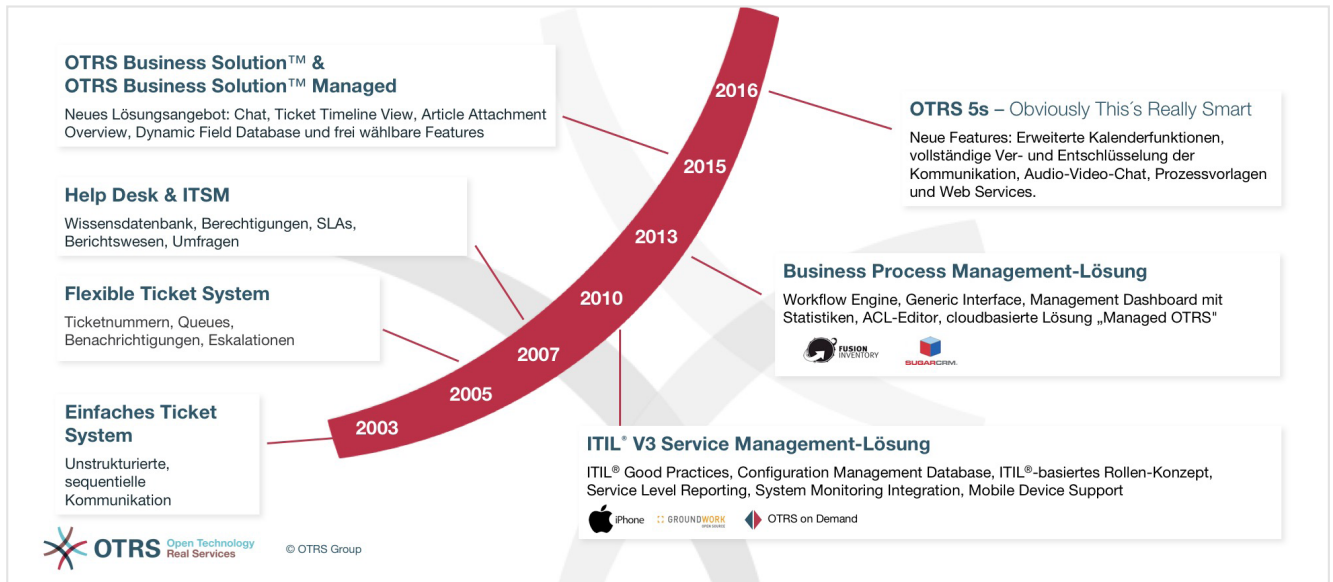 OTRS Business Solution™ &
OTRS Business Solution™ Managed
Neues Lösungsangebot: Chat, Ticket Timeline View, Article Attachment
Overview, Dynamic Field Database und frei wählbare Features
Help Desk & ITSM
Wissensdatenbank, Berechtigungen, SLAs,
Berichtswesen, Umfragen
Flexible Ticket System
Ticketnummern, Queues,
Benachrichtigungen, Eskalationen
Einfaches Ticket
System
Unstrukturierte,
sequentielle
Kommunikation
2016
2015
2013
2010
2007
2005
2003
OTRS 5s – Obviously This´s Really Smart
Neue Features: Erweiterte Kalenderfunktionen,
vollständige Ver- und Entschlüsselung der
Kommunikation, Audio-Video-Chat, Prozessvorlagen
und Web Services.
Business Process Management-Lösung
Workflow Engine, Generic Interface, Management Dashboard mit
Statistiken, ACL-Editor, cloudbasierte Lösung „Managed OTRS"
FUSION
INVENTORY
SUGARCRM.
ITIL® V3 Service Management-Lösung
ITIL® Good Practices, Configuration Management Database, ITIL®-basiertes Rollen-Konzept,
Service Level Reporting, System Monitoring Integration, Mobile Device Support
iPhone
GROUNDWORK
OPEN SOURCE
OTRS on Demand
OTRS
Open Technology
Real Services
© OTRS Group